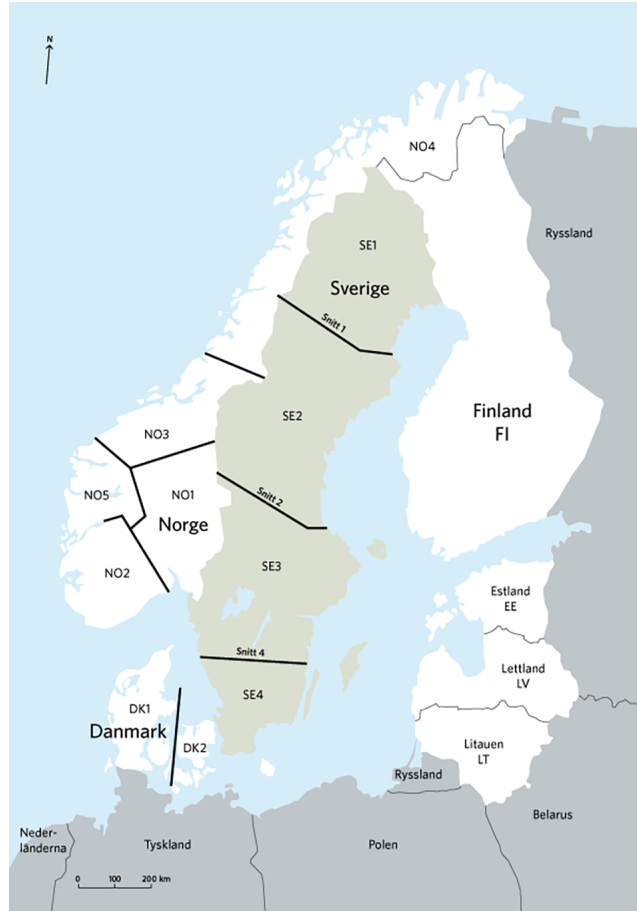 N
NO4
Ryssland
SE1
Sverige
Snitt 1
SE2
Finland
FI
NO3
NO5
NO1
Snitt 2
Norge
SE3
NO2
Estland
EE
Snitt 4
Lettland
LV
SE4
DK1
Danmark
DK2
Litauen
LT
Ryssland
Belarus
Neder-
länderna
Tyskland
Polen
0 100 200 km